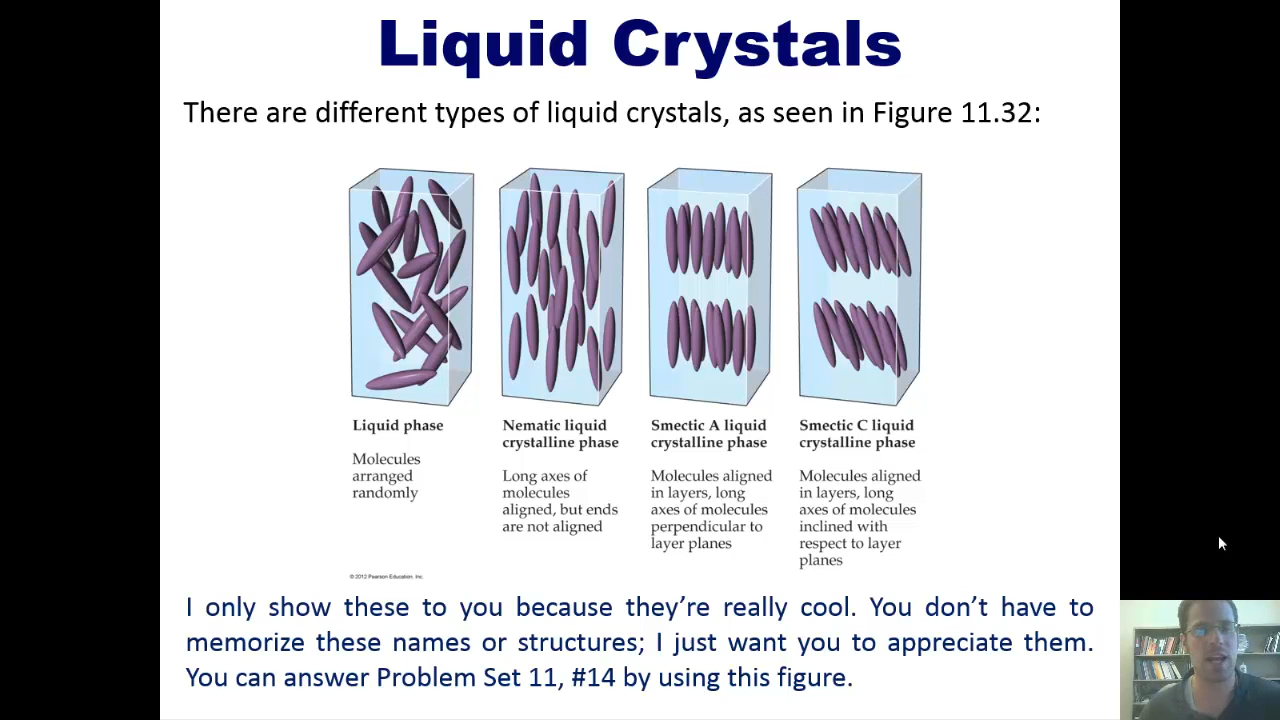 Liquid Crystals
There are different types of liquid crystals, as seen in Figure 11.32:
Liquid phase
Molecules
arranged
randomly
Nematic liquid
crystalline phase
Long axes of
molecules
aligned, but ends
are not aligned
Smectic A liquid
crystalline phase
Molecules aligned
in layers, long
axes of molecules
perpendicular to
layer planes
Smectic C liquid
crystalline phase
Molecules aligned
in layers, long
axes of molecules
inclined with
respect to layer
planes
© 2012 Pearson Education, Inc.
I only show these to you because they’re really cool. You don’t have to
memorize these names or structures; I just want you to appreciate them.
You can answer Problem Set 11, #14 by using this figure.